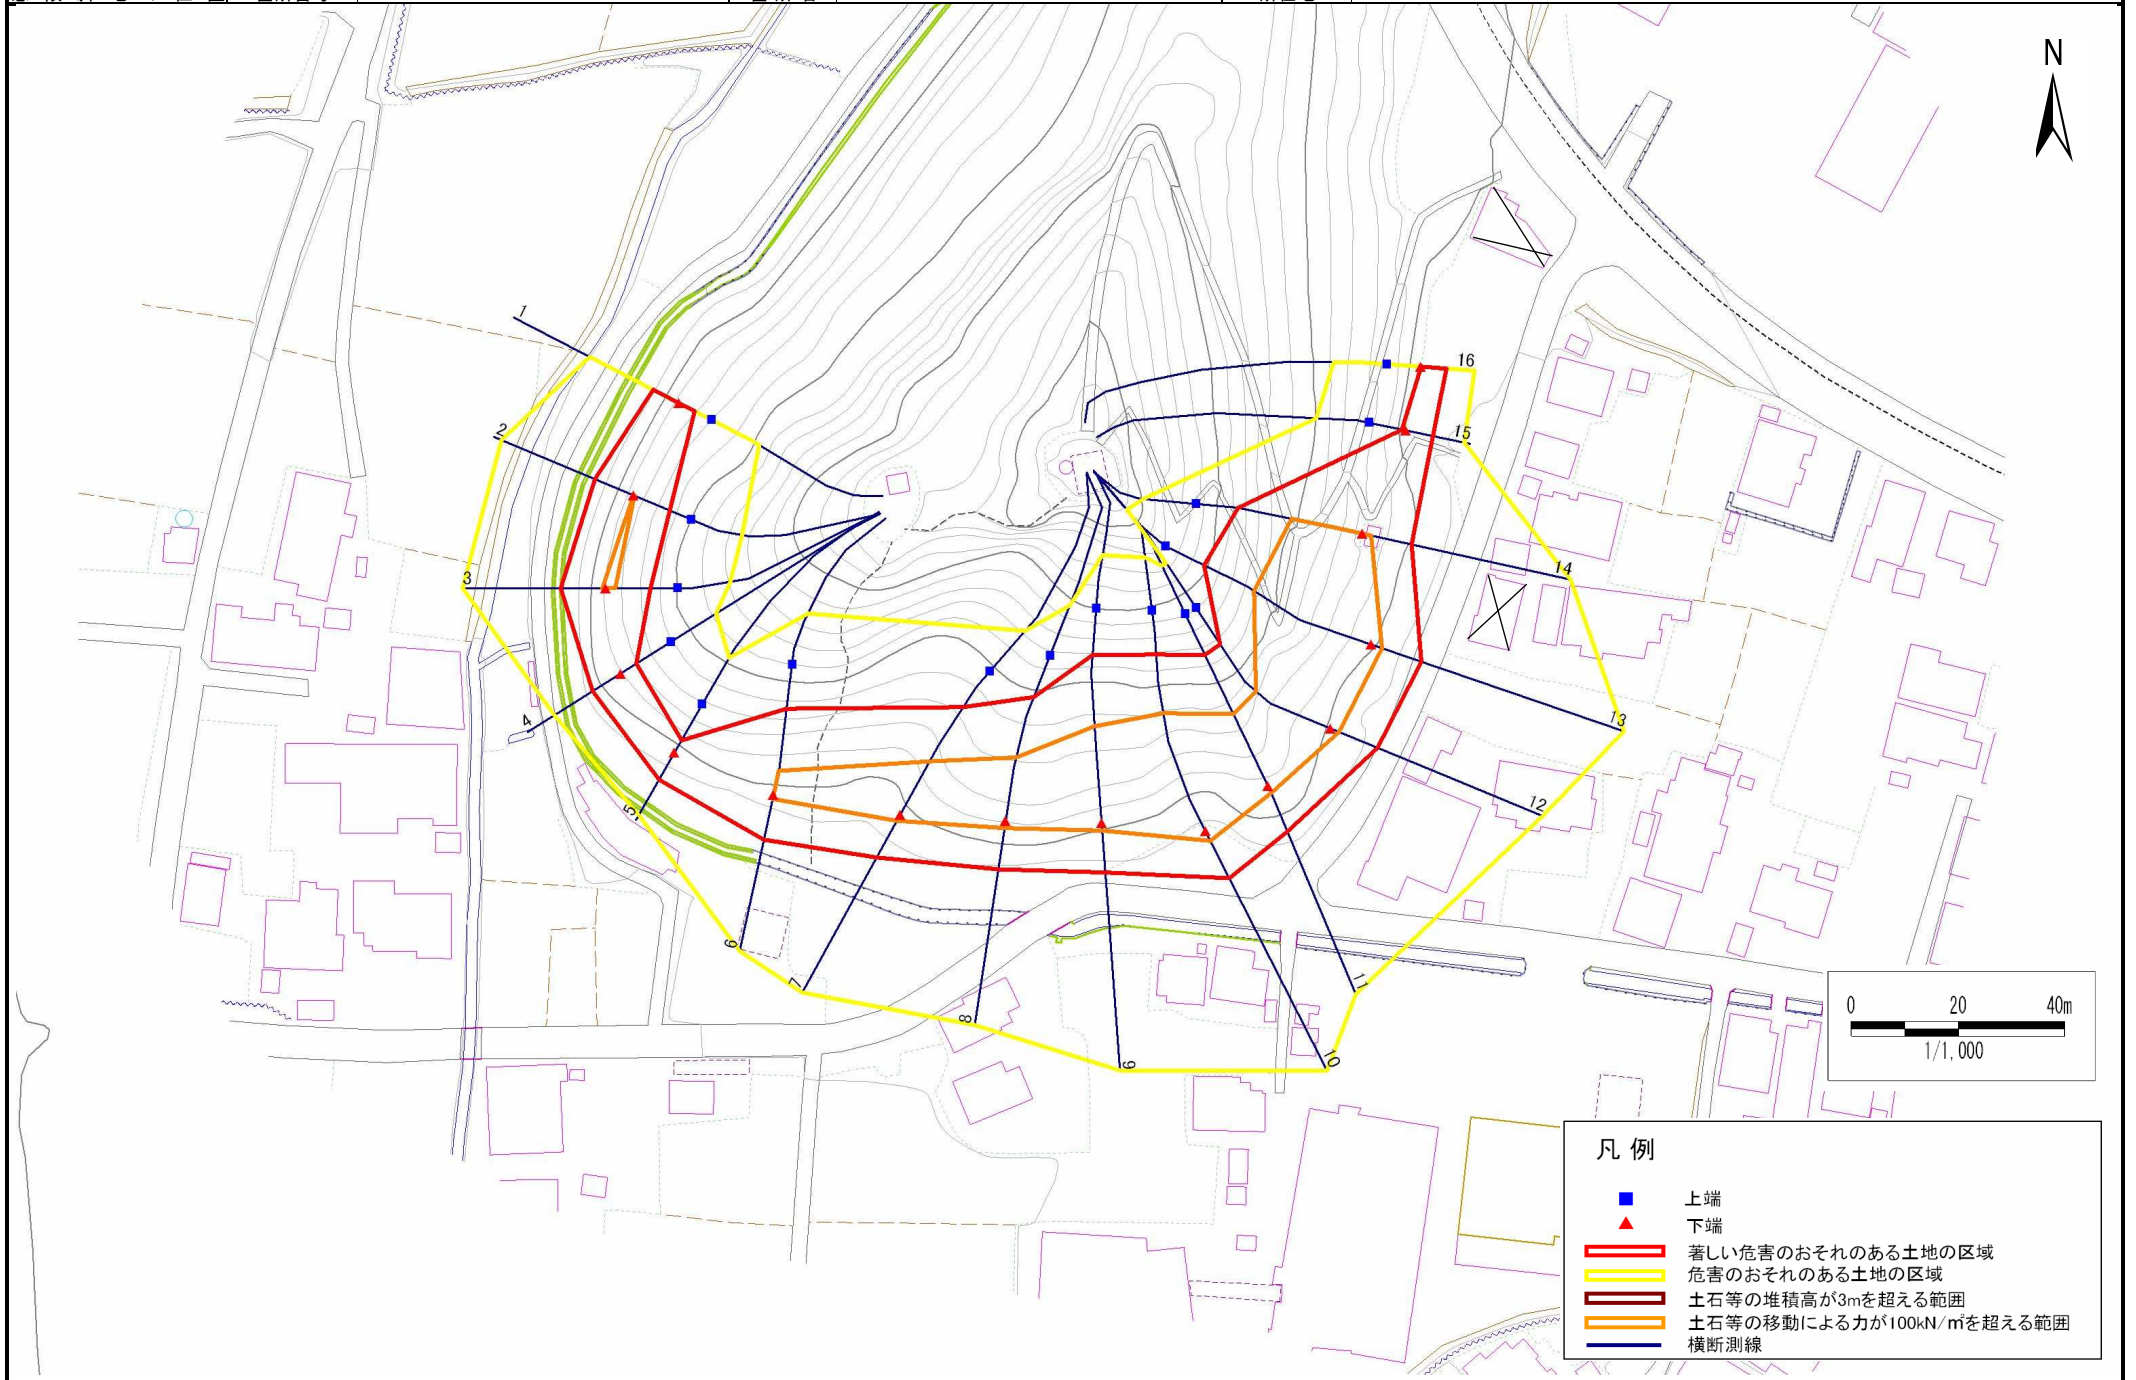 N
1
16
2
15
3
14
4
13
5
12
6
7
11
8
9
10
0 20 40m
1/1,000
凡 例
上端
下端
著しい危害のおそれのある土地の区域
危害のおそれのある土地の区域
土石等の堆積高が3mを超える範囲
土石等の移動による力が100kN/㎡を超える範囲
横断測線